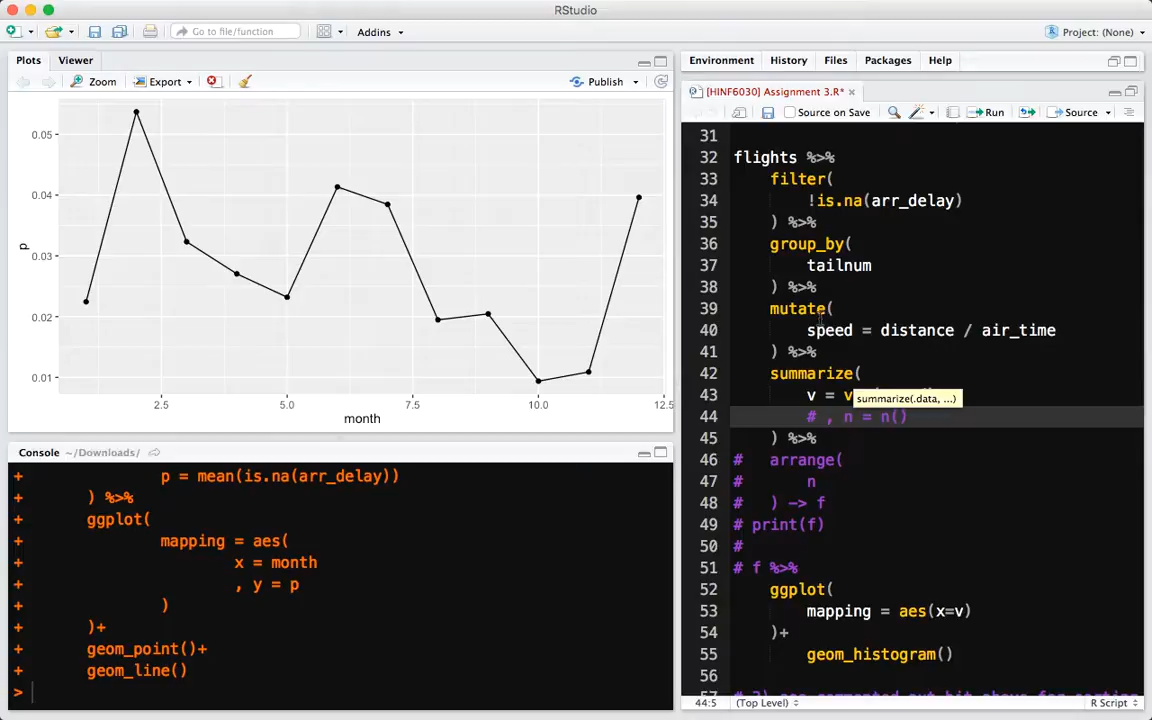 RStudio
Go to file/function
Addins
Project: (None)
Plots
Viewer
Zoom
Export
Publish
0.05
0.04
0.03
0.02
0.01
p
2.5
5.0
7.5
10.0
12.5
month
Console ~/Downloads/
+ p = mean(is.na(arr_delay))
+ ) %>%
+ ggplot(
+ mapping = aes(
+ x = month
+ , y = p
+ )
+ )+
+ geom_point()+
+ geom_line()
>
Environment
History
Files
Packages
Help
[HINF6030] Assignment 3.R*
Source on Save
Run
Source
31
32 flights %>%
33 filter(
34 !is.na(arr_delay)
35 ) %>%
36 group_by(
37 tailnum
38 ) %>%
39 mutate(
40 speed = distance / air_time
41 ) %>%
42 summarize(
43 v = v
summarize(.data, ...)
44 # , n = n()
45 ) %>%
46 # arrange(
47 # n
48 # ) -> f
49 # print(f)
50 #
51 # f %>%
52 ggplot(
53 mapping = aes(x=v)
54 )+
55 geom_histogram()
56
44:5
(Top Level)
R Script